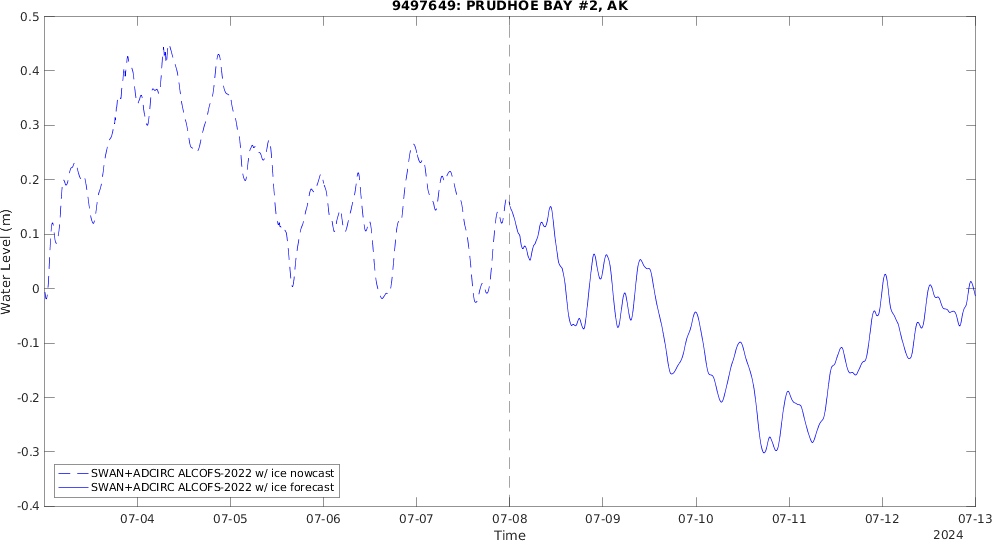 9497649: PRUDHOE BAY #2, AK
0.5
0.4
0.3
0.2
0.1
0
-0.1
-0.2
-0.3
-0.4
Water Level (m)
SWAN+ADCIRC ALCOFS-2022 w/ ice nowcast
SWAN+ADCIRC ALCOFS-2022 w/ ice forecast
07-04 07-05 07-06 07-07 07-08 07-09 07-10 07-11 07-12 07-13
Time
2024